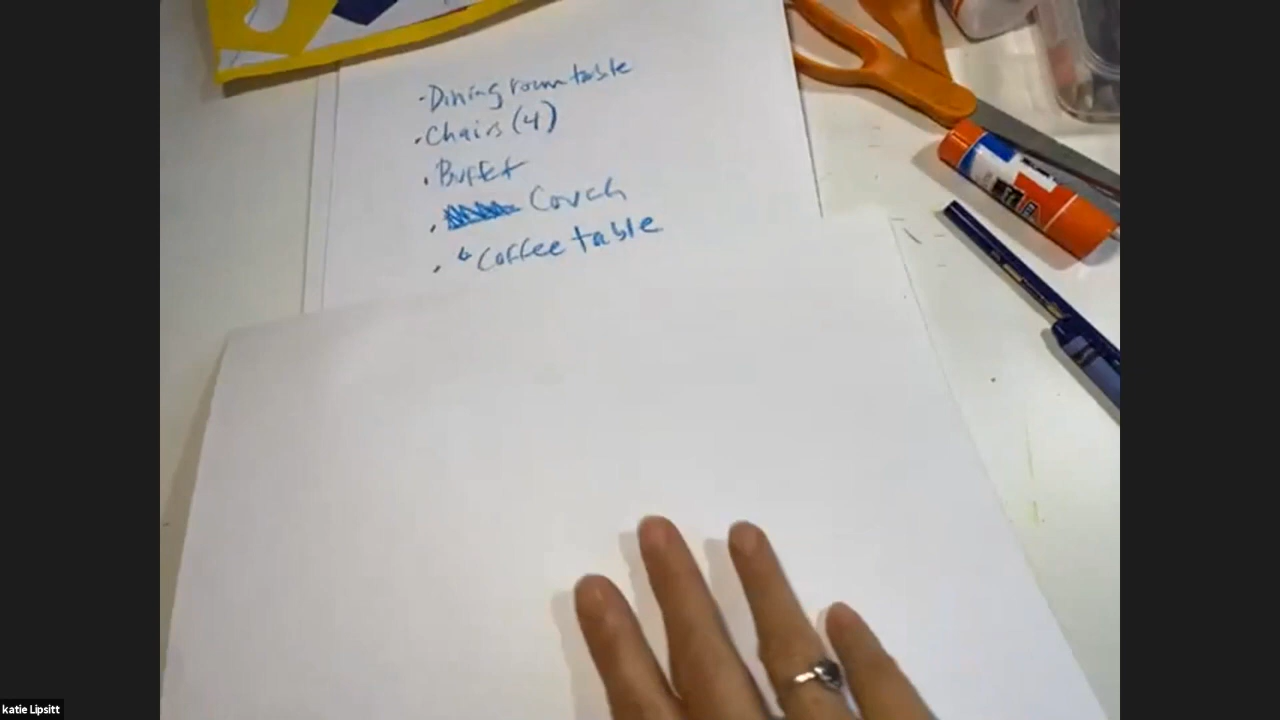 · Dining room table
· Chairs (4)
· Buffet
· Couch
· Coffee table
katie Lipsitt